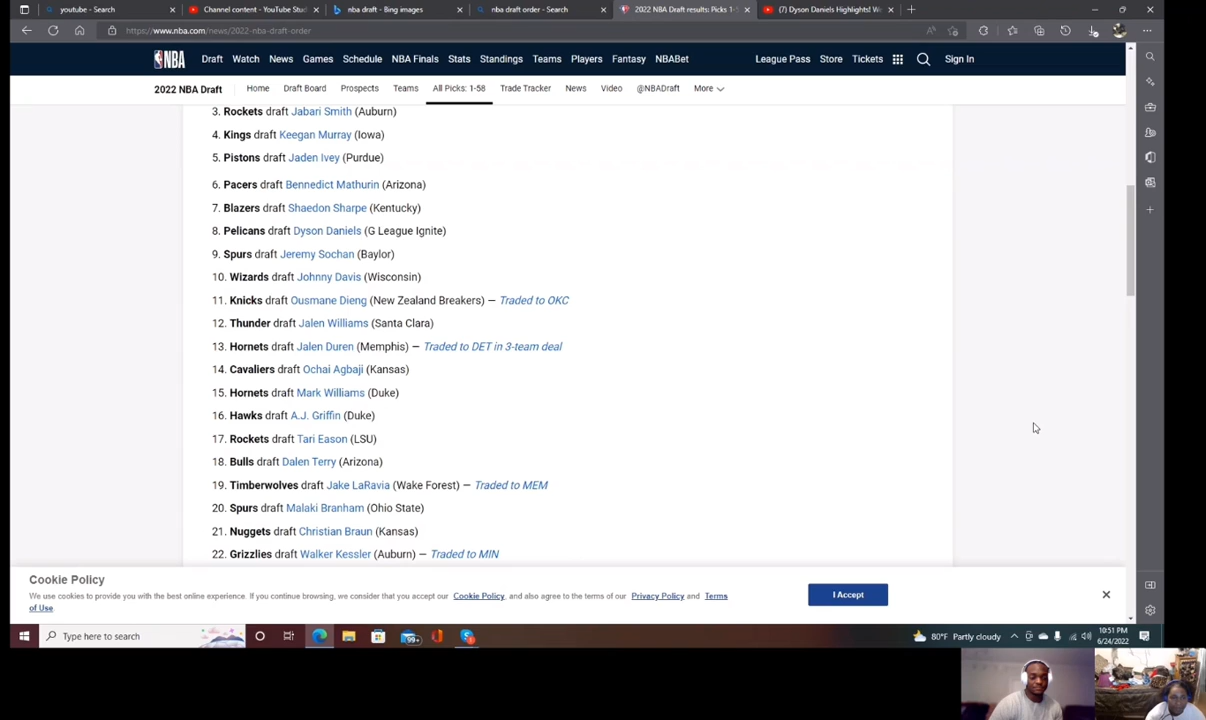 youtube - Search
Channel content - YouTube Stud
nba draft - Bing images
nba draft order - Search
2022 NBA Draft results: Picks 1-5
(7) Dyson Daniels Highlights! We
https://www.nba.com/news/2022-nba-draft-order
NBA Draft Watch News Games Schedule NBA Finals Stats Standings Teams Players Fantasy NBABet League Pass Store Tickets Sign In
2022 NBA Draft Home Draft Board Prospects Teams All Picks: 1-58 Trade Tracker News Video @NBADraft More
3. Rockets draft Jabari Smith (Auburn)
4. Kings draft Keegan Murray (Iowa)
5. Pistons draft Jaden Ivey (Purdue)
6. Pacers draft Bennedict Mathurin (Arizona)
7. Blazers draft Shaedon Sharpe (Kentucky)
8. Pelicans draft Dyson Daniels (G League Ignite)
9. Spurs draft Jeremy Sochan (Baylor)
10. Wizards draft Johnny Davis (Wisconsin)
11. Knicks draft Ousmane Dieng (New Zealand Breakers) — Traded to OKC
12. Thunder draft Jalen Williams (Santa Clara)
13. Hornets draft Jalen Duren (Memphis) — Traded to DET in 3-team deal
14. Cavaliers draft Ochai Agbaji (Kansas)
15. Hornets draft Mark Williams (Duke)
16. Hawks draft A.J. Griffin (Duke)
17. Rockets draft Tari Eason (LSU)
18. Bulls draft Dalen Terry (Arizona)
19. Timberwolves draft Jake LaRavia (Wake Forest) — Traded to MEM
20. Spurs draft Malaki Branham (Ohio State)
21. Nuggets draft Christian Braun (Kansas)
22. Grizzlies draft Walker Kessler (Auburn) — Traded to MIN
Cookie Policy
We use cookies to provide you with the best online experience. If you continue browsing, we consider that you accept our Cookie Policy, and also agree to the terms of our Privacy Policy and Terms
of Use.
I Accept
Type here to search
99+
80°F Partly cloudy
10:51 PM
6/24/2022